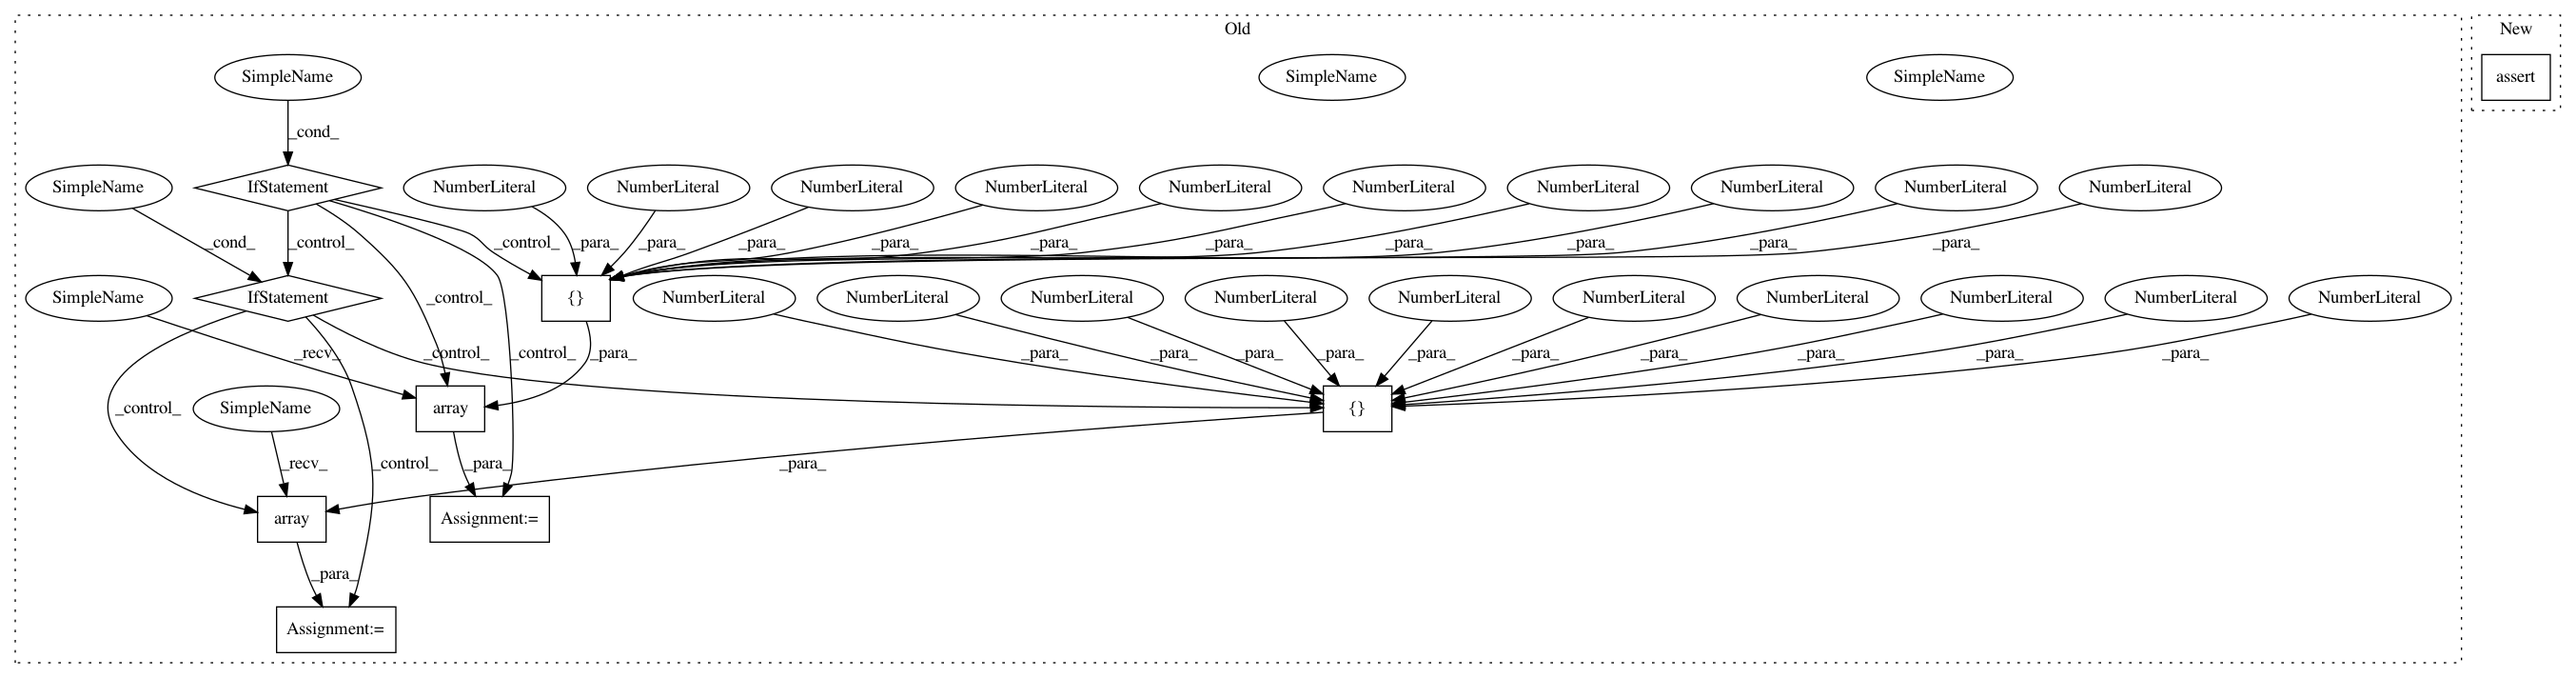 Old
New
SimpleName
SimpleName
SimpleName
assert
_cond_
SimpleName
IfStatement
NumberLiteral
NumberLiteral
NumberLiteral
NumberLiteral
NumberLiteral
NumberLiteral
NumberLiteral
NumberLiteral
NumberLiteral
NumberLiteral
_cond_
_control_
_control_
_para_
_para_
_para_
_para_
_para_
_para_
_para_
_para_
_para_
_para_
SimpleName
IfStatement
_control_
{}
NumberLiteral
NumberLiteral
NumberLiteral
NumberLiteral
NumberLiteral
NumberLiteral
NumberLiteral
NumberLiteral
NumberLiteral
NumberLiteral
_recv_
_control_
_control_
_para_
_para_
_para_
_para_
_para_
_para_
_para_
_para_
_para_
_para_
_para_
_control_
SimpleName
array
{}
_recv_
_control_
_para_
_para_
array
Assignment:=
_para_
Assignment:=